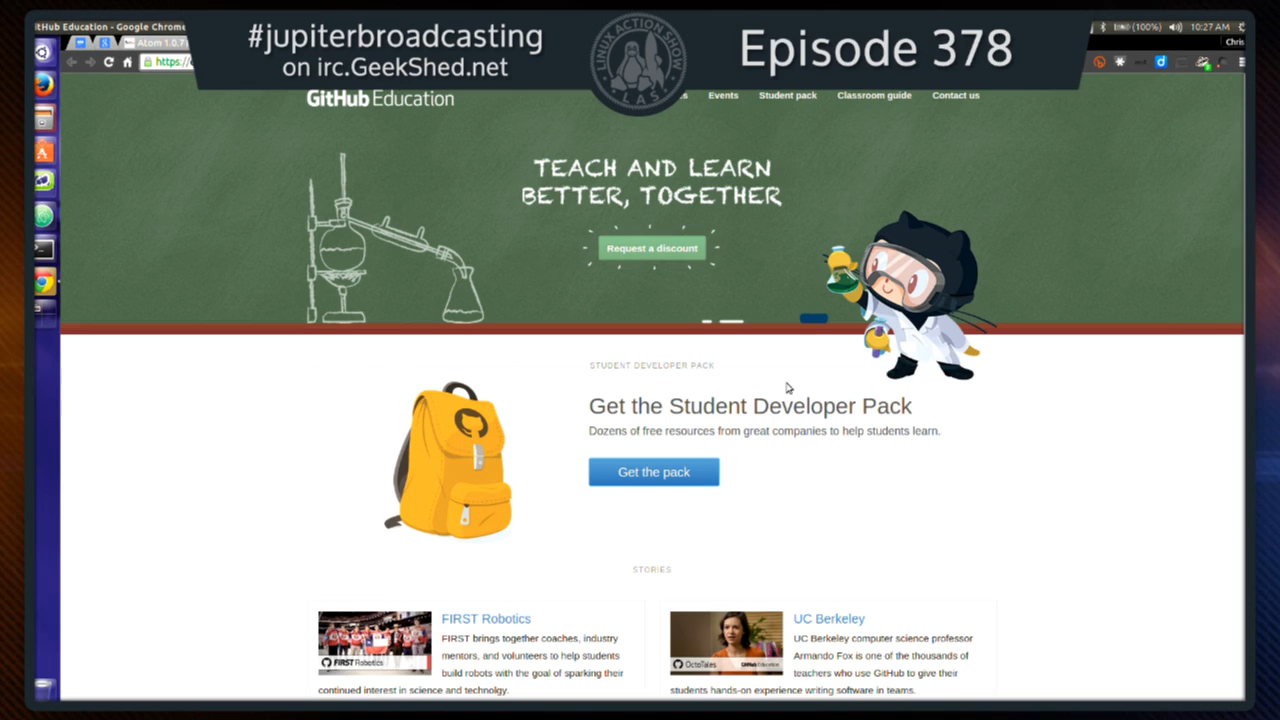 #jupiterbroadcasting
on irc.GeekShed.net
LINUX ACTION SHOW
L A S
Episode 378
GitHub Education - Google Chrome
(100%)
10:27 AM
Atom 1.0.7
Chris
https://
GitHub Education
Events
Student pack
Classroom guide
Contact us
TEACH AND LEARN
BETTER, TOGETHER
Request a discount
STUDENT DEVELOPER PACK
Get the Student Developer Pack
Dozens of free resources from great companies to help students learn.
Get the pack
STORIES
FIRST Robotics
FIRST brings together coaches, industry
mentors, and volunteers to help students
build robots with the goal of sparking their
continued interest in science and technolgy.
FIRST Robotics
UC Berkeley
UC Berkeley computer science professor
Armando Fox is one of the thousands of
teachers who use GitHub to give their
students hands-on experience writing software in teams.
OctoTales
GitHub Education